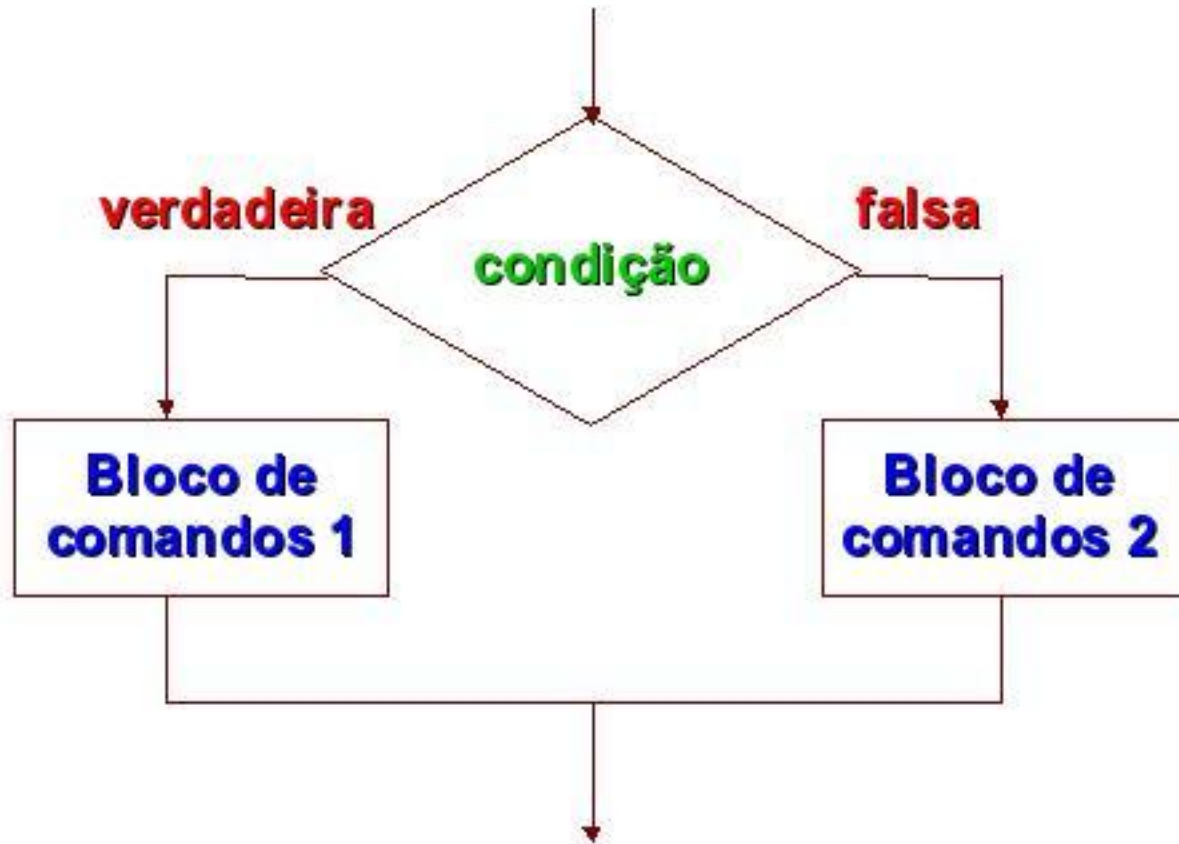 verdadeira
falsa
condição
Bloco de
comandos 1
Bloco de
comandos 2